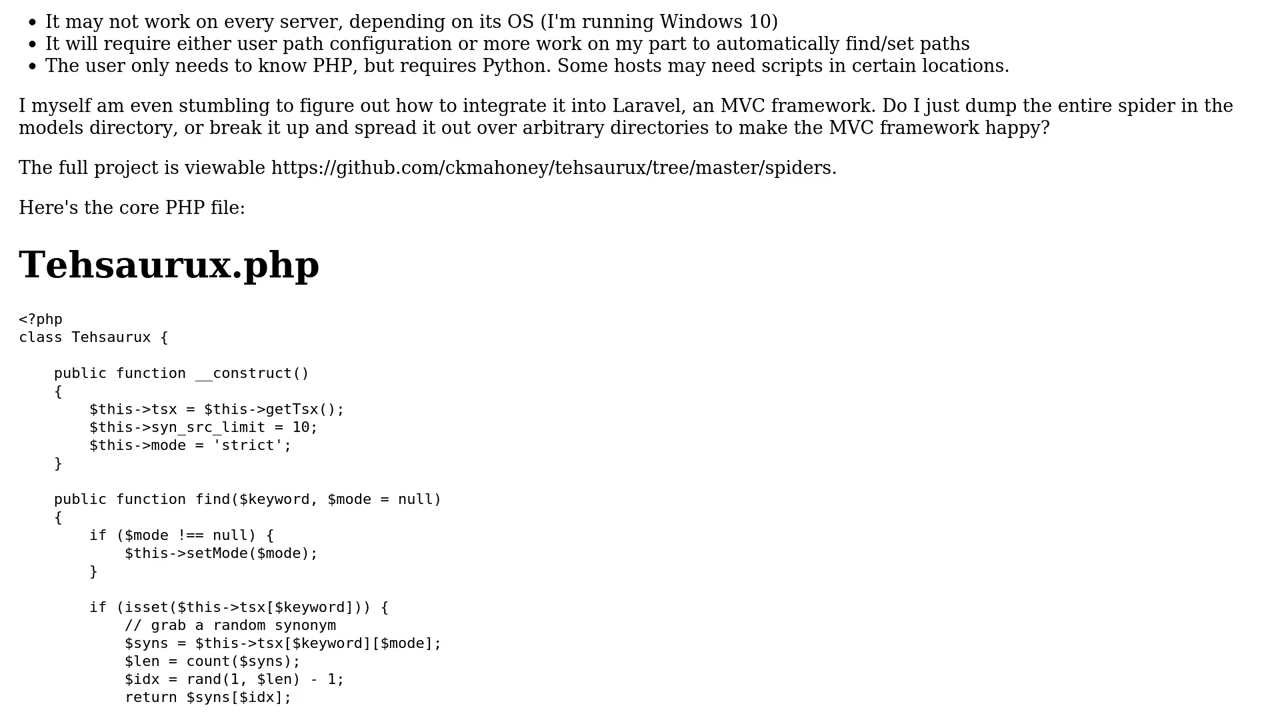 • It may not work on every server, depending on its OS (I'm running Windows 10)
• It will require either user path configuration or more work on my part to automatically find/set paths
• The user only needs to know PHP, but requires Python. Some hosts may need scripts in certain locations.
I myself am even stumbling to figure out how to integrate it into Laravel, an MVC framework. Do I just dump the entire spider in the
models directory, or break it up and spread it out over arbitrary directories to make the MVC framework happy?
The full project is viewable https://github.com/ckmahoney/tehsaurux/tree/master/spiders.
Here's the core PHP file:
Tehsaurux.php
<?php
class Tehsaurux {
    public function __construct()
    {
        $this->tsx = $this->getTsx();
        $this->syn_src_limit = 10;
        $this->mode = 'strict';
    }
    public function find($keyword, $mode = null)
    {
        if ($mode !== null) {
            $this->setMode($mode);
        }
        if (isset($this->tsx[$keyword])) {
            // grab a random synonym
            $syns = $this->tsx[$keyword][$mode];
            $len = count($syns);
            $idx = rand(1, $len) - 1;
            return $syns[$idx];